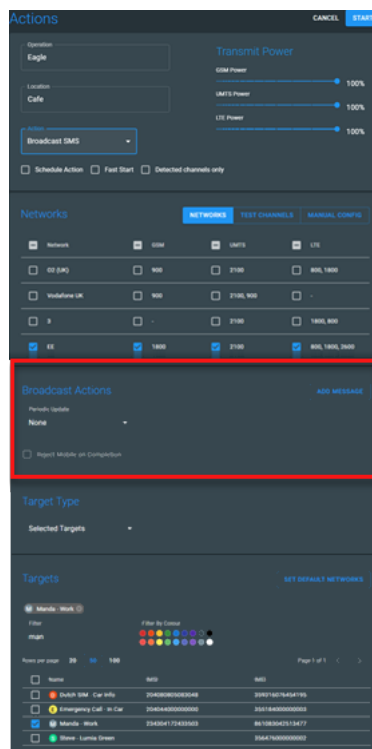 Actions CANCEL START
Operation
Eagle
Transmit Power
GSM Power
100%
Location
Cafe
UMTS Power
100%
LTE Power
100%
Action
Broadcast SMS
Schedule Action Fast Start Detected channels only
Networks NETWORKS TEST CHANNELS MANUAL CONFIG
Network GSM UMTS LTE
O2 (UK) 900 2100 800, 1800
Vodafone UK 900 2100, 900 -
3 - 2100 1800, 800
EE 1800 2100 800, 1800, 2600
Broadcast Actions ADD MESSAGE
Periodic Update
None
Reject Mobile on Completion
Target Type
Selected Targets
Targets SET DEFAULT NETWORKS
M Manda - Work
Filter Filter By Colour
man
Rows per page 20 50 100 Page 1 of 1
Name IMSI IMEI
Dutch SIM - Car Info
E Emergency Call - In Car
M Manda - Work
S Steve - Lumia Green